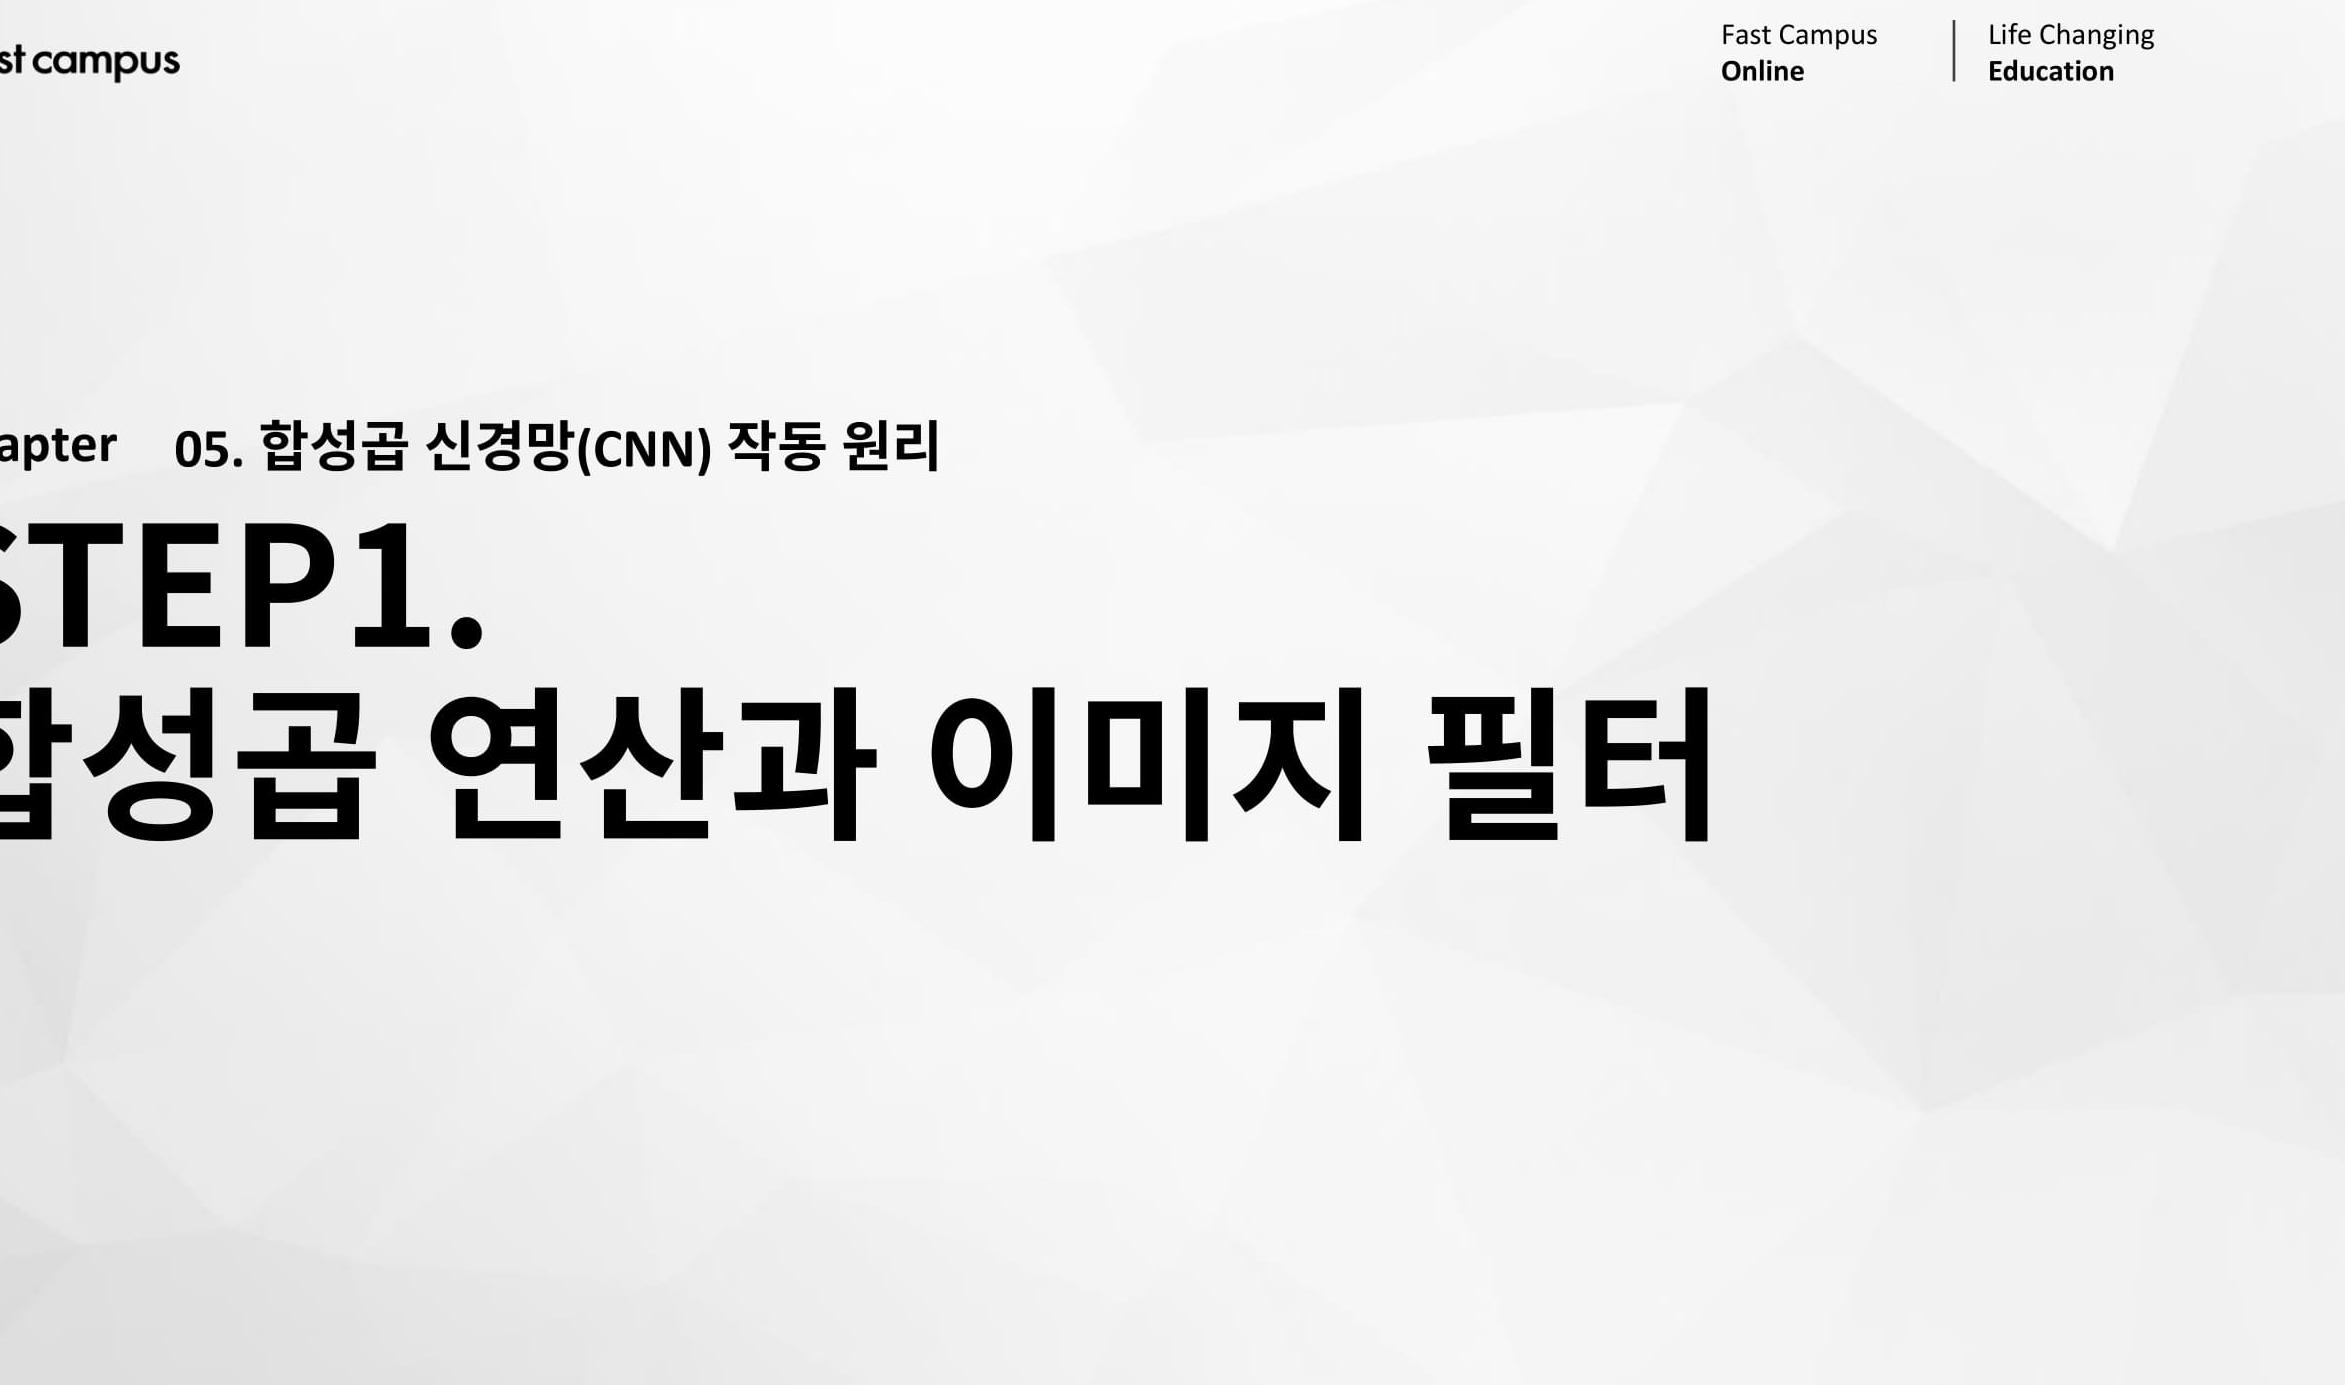 st campus
Fast Campus
Online
Life Changing
Education
apter 05. 합성곱 신경망(CNN) 작동 원리
STEP1.
합성곱 연산과 이미지 필터